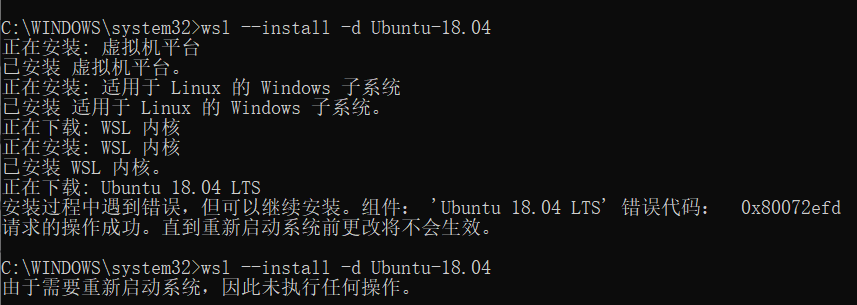 C:\WINDOWS\system32>wsl --install -d Ubuntu-18.04
正在安装: 虚拟机平台
已安装 虚拟机平台。
正在安装: 适用于 Linux 的 Windows 子系统
已安装 适用于 Linux 的 Windows 子系统。
正在下载: WSL 内核
正在安装: WSL 内核
已安装 WSL 内核。
正在下载: Ubuntu 18.04 LTS
安装过程中遇到错误，但可以继续安装。组件： 'Ubuntu 18.04 LTS' 错误代码： 0x80072efd
请求的操作成功。直到重新启动系统前更改将不会生效。
C:\WINDOWS\system32>wsl --install -d Ubuntu-18.04
由于需要重新启动系统，因此未执行任何操作。